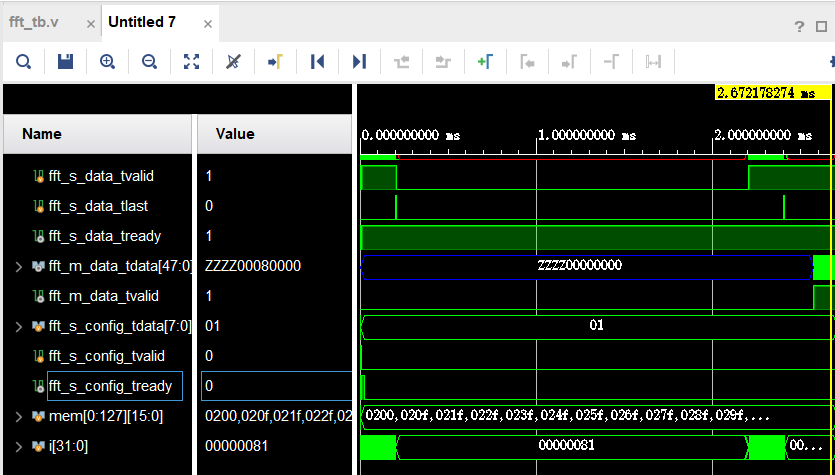 fft_tb.v × Untitled 7 × ?
2.672178274 ms
Name Value 0.000000000 ms 1.000000000 ms 2.000000000 ms
fft_s_data_tvalid 1
fft_s_data_tlast 0
fft_s_data_tready 1
fft_m_data_tdata[47:0] ZZZZ00080000 ZZZZ00000000
fft_m_data_tvalid 1
fft_s_config_tdata[7:0] 01 01
fft_s_config_tvalid 0
fft_s_config_tready 0
mem[0:127][15:0] 0200,020f,021f,022f,02 0200,020f,021f,022f,023f,024f,025f,026f,027f,028f,029f,...
i[31:0] 00000081 00000081 00...